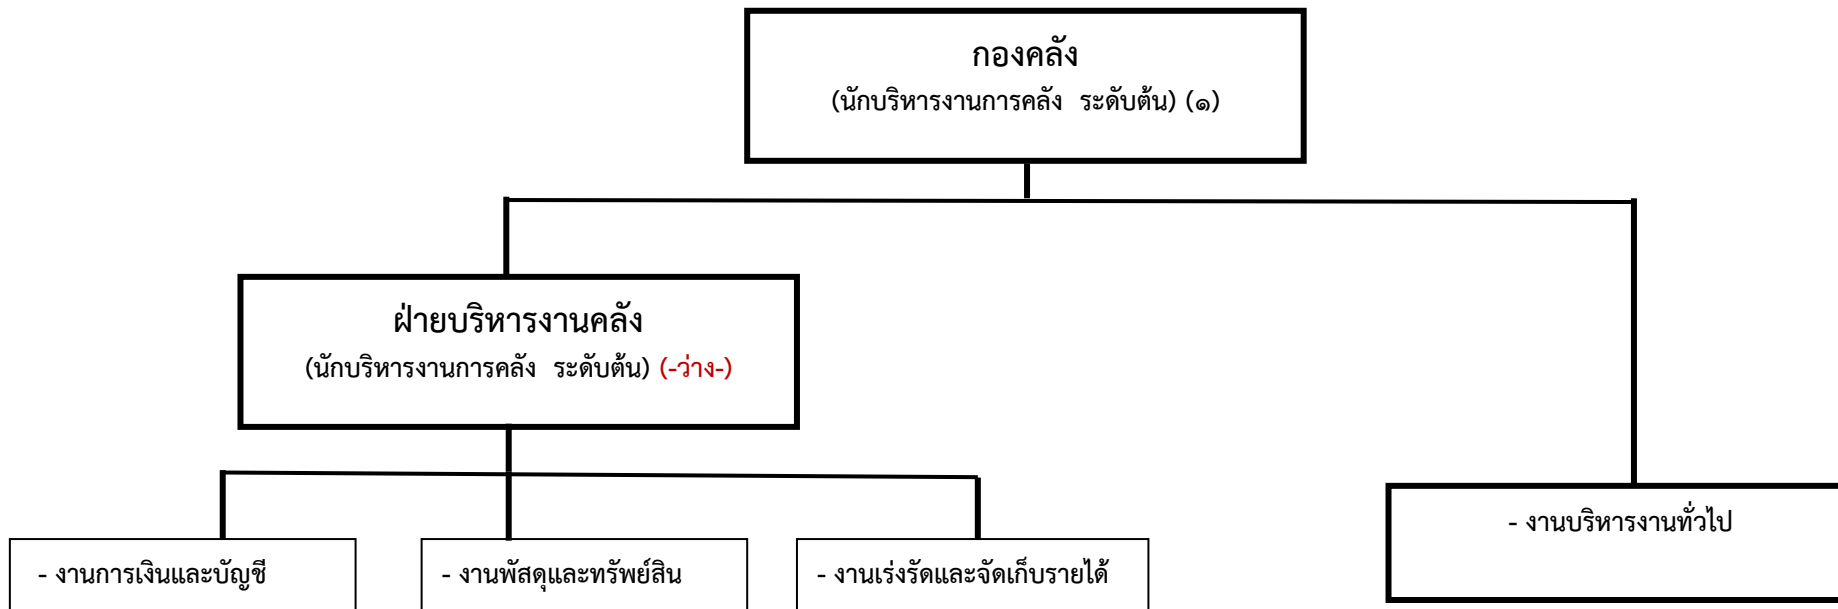 กองคลัง
(นักบริหารงานการคลัง ระดับต้น) (๑)
ฝ่ายบริหารงานคลัง
(นักบริหารงานการคลัง ระดับต้น) (-ว่าง-)
- งานบริหารงานทั่วไป
- งานการเงินและบัญชี
- งานพัสดุและทรัพย์สิน
- งานเร่งรัดและจัดเก็บรายได้